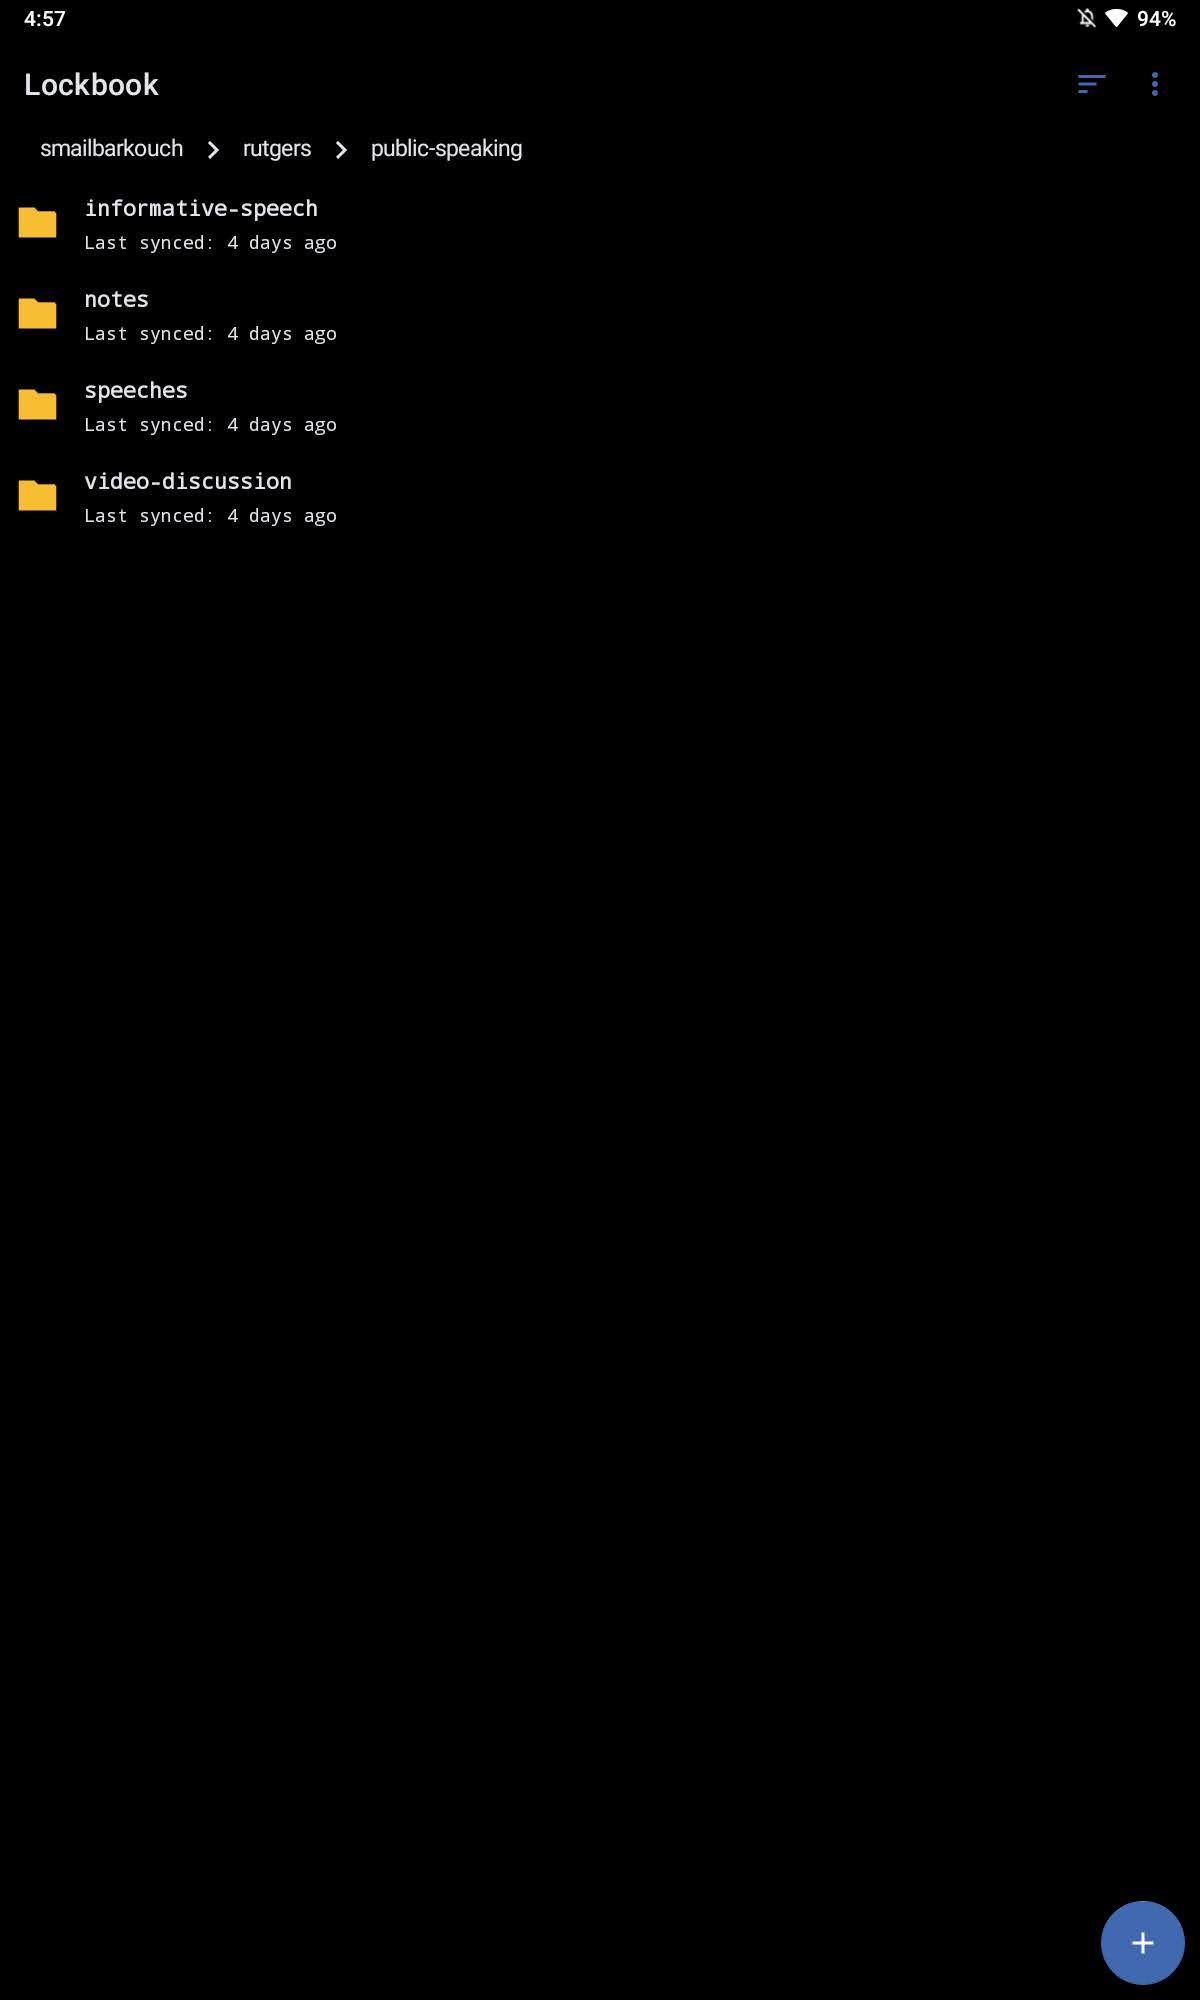 4:57 94%
Lockbook
smailbarkouch > rutgers > public-speaking
informative-speech
Last synced: 4 days ago
notes
Last synced: 4 days ago
speeches
Last synced: 4 days ago
video-discussion
Last synced: 4 days ago